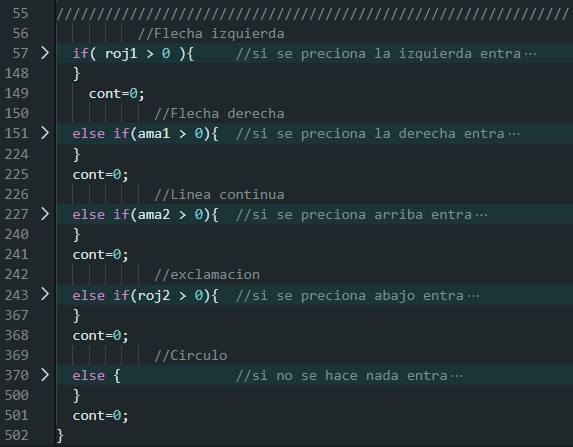 55 //////////////////////////////////////////////////////////////
56 //Flecha izquierda
57 > if( roj1 > 0 ){ //si se preciona la izquierda entra…
148 }
149 cont=0;
150 //Flecha derecha
151 > else if(ama1 > 0){ //si se preciona la derecha entra…
224 }
225 cont=0;
226 //Linea continua
227 > else if(ama2 > 0){ //si se preciona arriba entra…
240 }
241 cont=0;
242 //exclamacion
243 > else if(roj2 > 0){ //si se preciona abajo entra…
367 }
368 cont=0;
369 //Circulo
370 > else { //si no se hace nada entra…
500 }
501 cont=0;
502 }